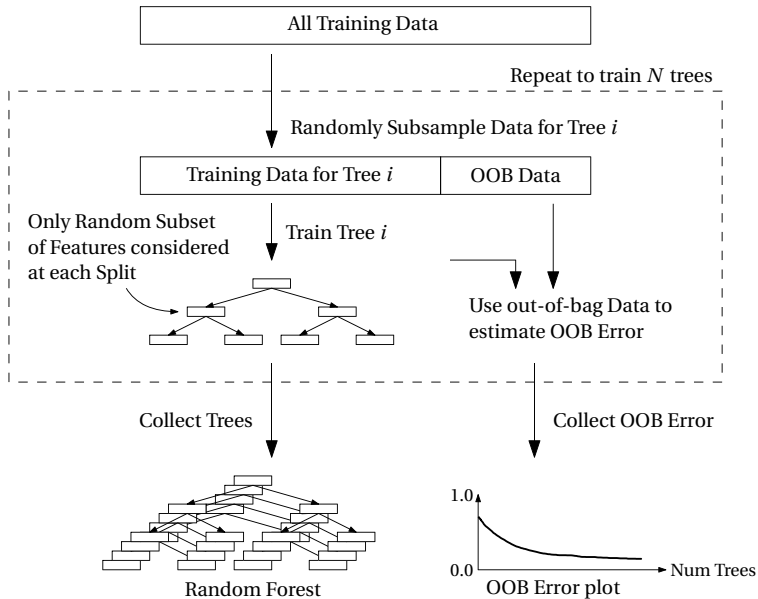 All Training Data
Repeat to train N trees
Randomly Subsample Data for Tree i
Training Data for Tree i
OOB Data
Only Random Subset
of Features considered
at each Split
Train Tree i
Use out-of-bag Data to
estimate OOB Error
Collect Trees
Collect OOB Error
1.0
0.0
Num Trees
Random Forest
OOB Error plot